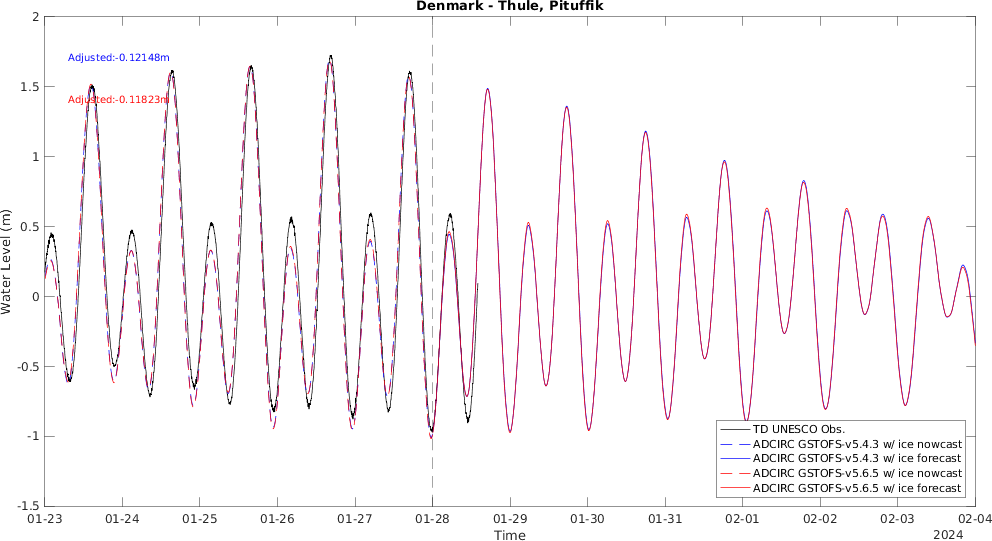 Denmark - Thule, Pituffik
2
Adjusted:-0.12148m
1.5
Adjusted:-0.11823m
1
0.5
Water Level (m)
0
-0.5
-1
TD UNESCO Obs.
ADCIRC GSTOFS-v5.4.3 w/ ice nowcast
ADCIRC GSTOFS-v5.4.3 w/ ice forecast
ADCIRC GSTOFS-v5.6.5 w/ ice nowcast
ADCIRC GSTOFS-v5.6.5 w/ ice forecast
-1.5
01-23 01-24 01-25 01-26 01-27 01-28 01-29 01-30 01-31 02-01 02-02 02-03 02-04
Time
2024